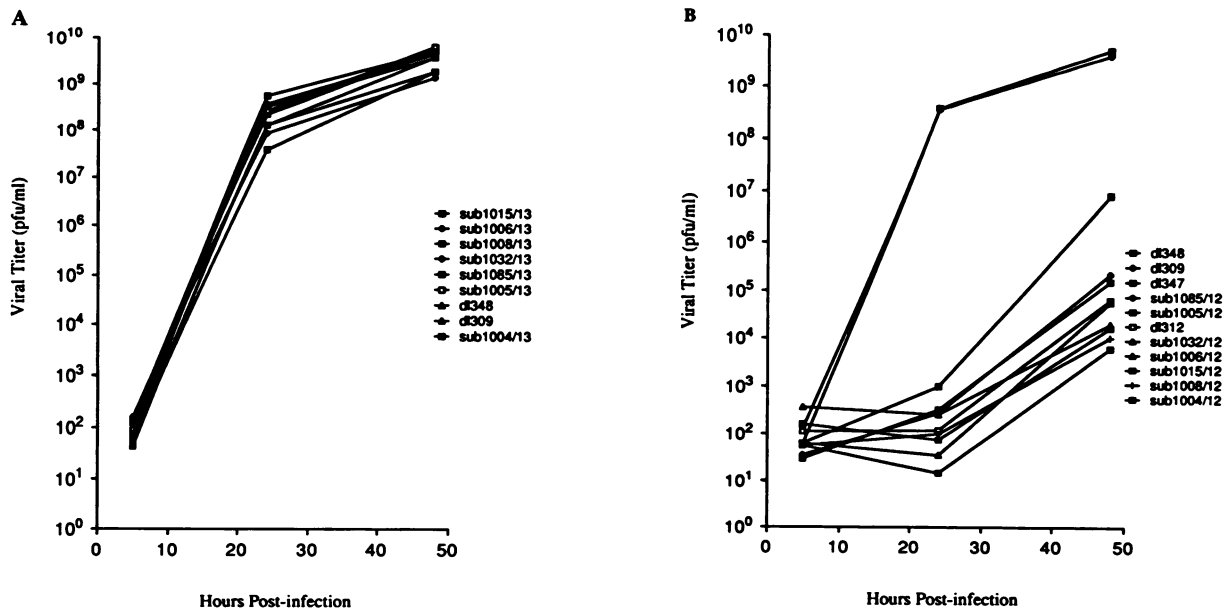 A
10^10
10^9
10^8
10^7
10^6
10^5
10^4
10^3
10^2
10^1
10^0
Viral Titer (pfu/ml)
0 10 20 30 40 50
Hours Post-infection
sub1015/13
sub1006/13
sub1008/13
sub1032/13
sub1085/13
sub1005/13
dl348
dl309
sub1004/13
B
10^10
10^9
10^8
10^7
10^6
10^5
10^4
10^3
10^2
10^1
10^0
Viral Titer (pfu/ml)
0 10 20 30 40 50
Hours Post-infection
dl348
dl309
dl347
sub1085/12
sub1005/12
dl312
sub1032/12
sub1006/12
sub1015/12
sub1008/12
sub1004/12